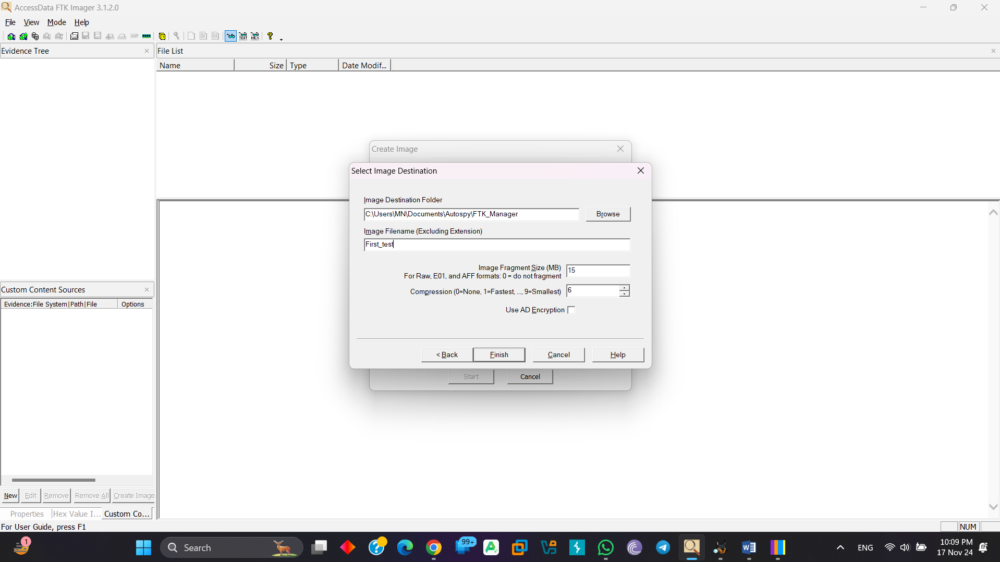 AccessData FTK Imager 3.1.2.0
File View Mode Help
Evidence Tree
File List
Name Size Type Date Modif...
Create Image
Select Image Destination
Image Destination Folder
C:\Users\MN\Documents\Autospy\FTK_Manager
Browse
Image Filename (Excluding Extension)
First_test
Image Fragment Size (MB)
For Raw, E01, and AFF formats: 0 = do not fragment
15
Compression (0=None, 1=Fastest, ..., 9=Smallest)
6
Use AD Encryption
< Back Finish Cancel Help
Start Cancel
Custom Content Sources
Evidence:File System|Path|File Options
New Edit Remove Remove All Create Image
Properties Hex Value I... Custom Co...
For User Guide, press F1
NUM
1
Search
99+
ENG
10:09 PM
17 Nov 24